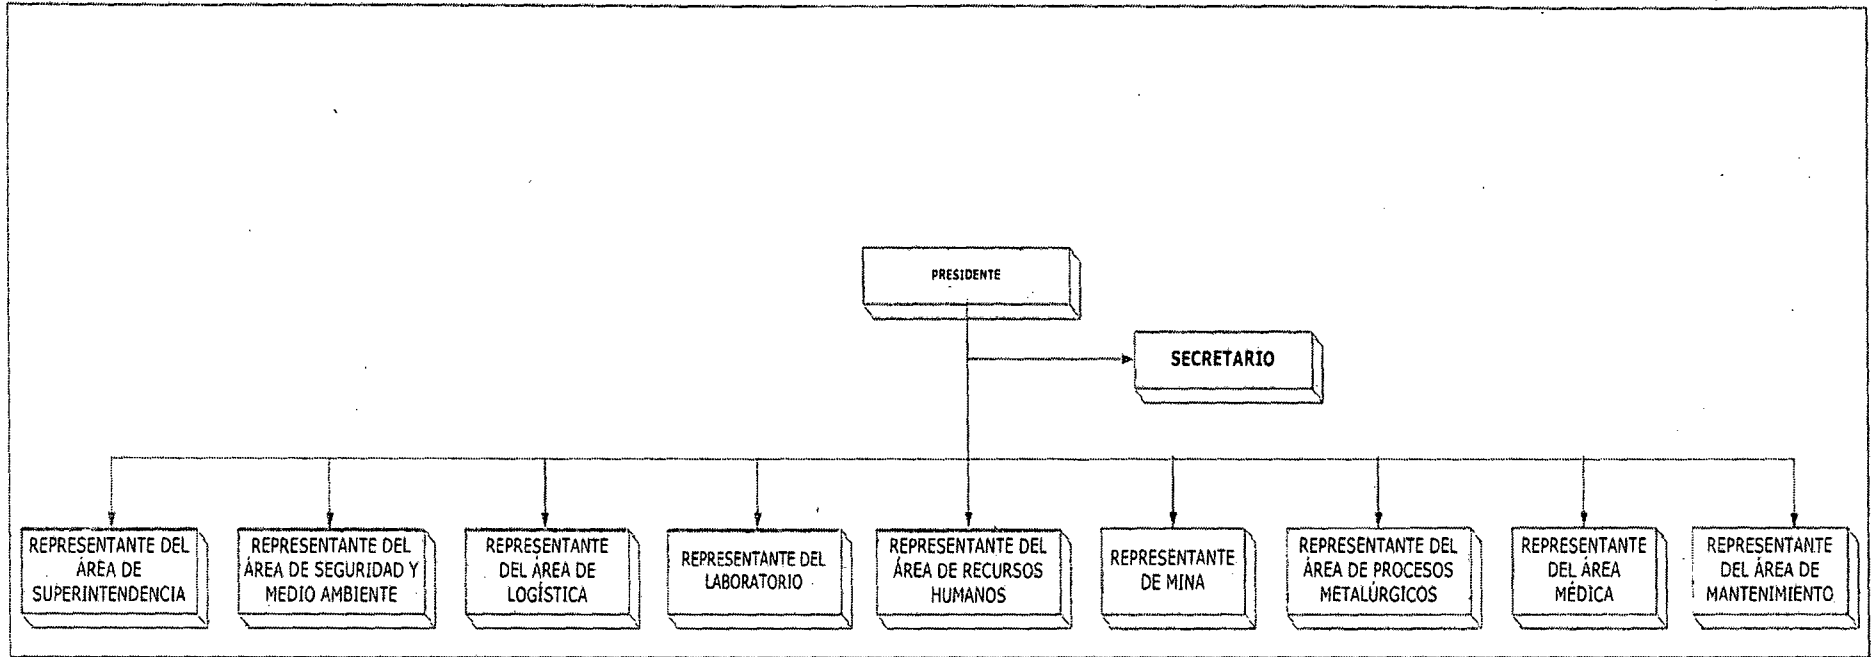 PRESIDENTE
SECRETARIO
REPRESENTANTE DEL
ÁREA DE
SUPERINTENDENCIA
REPRESENTANTE DEL
ÁREA DE SEGURIDAD Y
MEDIO AMBIENTE
REPRESENTANTE
DEL ÁREA DE
LOGÍSTICA
REPRESENTANTE DEL
LABORATORIO
REPRESENTANTE DEL
ÁREA DE RECURSOS
HUMANOS
REPRESENTANTE
DE MINA
REPRESENTANTE DEL
ÁREA DE PROCESOS
METALÚRGICOS
REPRESENTANTE
DEL ÁREA
MÉDICA
REPRESENTANTE
DEL ÁREA DE
MANTENIMIENTO